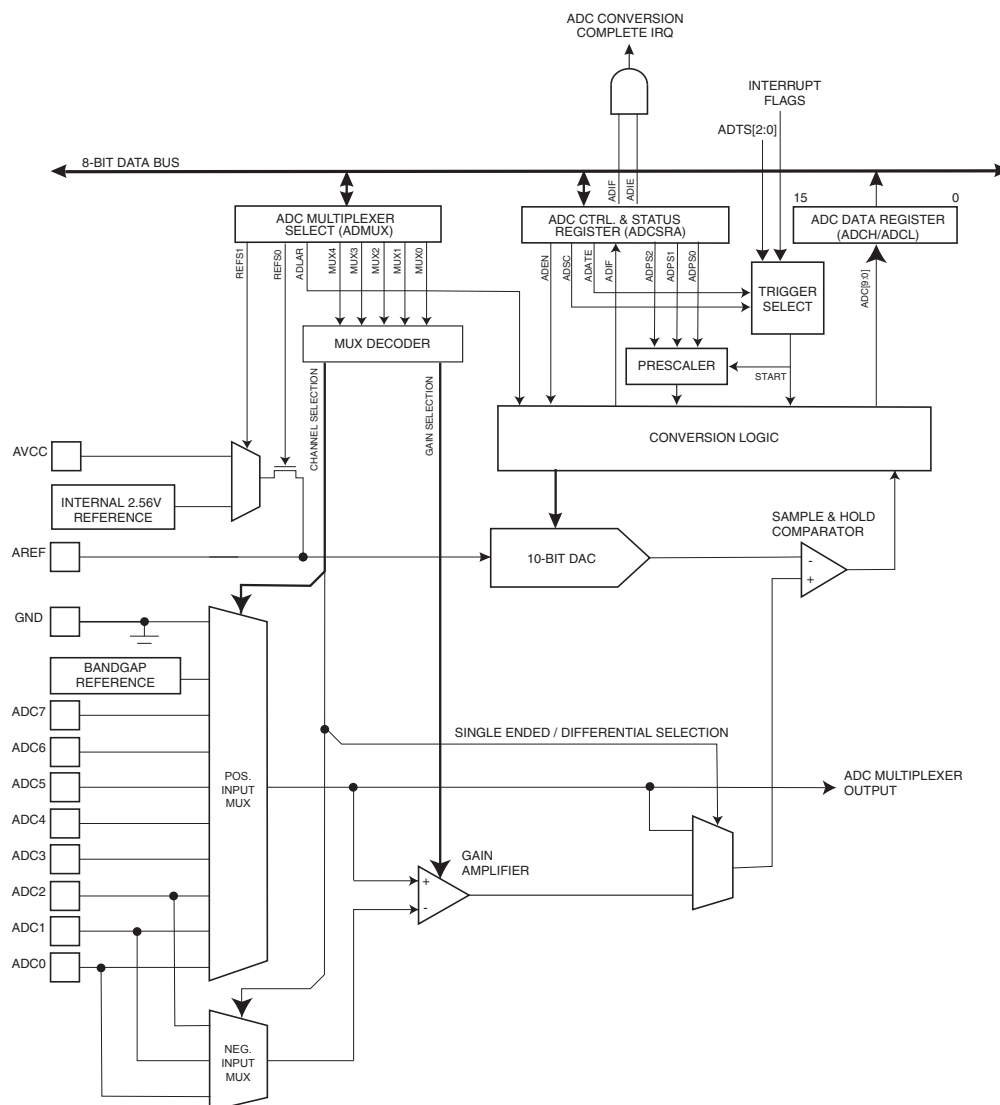 ADC CONVERSION
COMPLETE IRQ
INTERRUPT
FLAGS
ADTS[2:0]
8-BIT DATA BUS
ADIF
ADIE
15
0
ADC MULTIPLEXER
SELECT (ADMUX)
ADC CTRL. & STATUS
REGISTER (ADCSRA)
ADC DATA REGISTER
(ADCH/ADCL)
REFS1
REFS0
ADLAR
MUX4
MUX3
MUX2
MUX1
MUX0
ADEN
ADSC
ADATE
ADIF
ADPS2
ADPS1
ADPS0
ADC[9:0]
TRIGGER
SELECT
MUX DECODER
PRESCALER
START
CHANNEL SELECTION
GAIN SELECTION
CONVERSION LOGIC
AVCC
INTERNAL 2.56V
REFERENCE
SAMPLE & HOLD
COMPARATOR
AREF
10-BIT DAC
-
+
GND
BANDGAP
REFERENCE
ADC7
SINGLE ENDED / DIFFERENTIAL SELECTION
ADC6
ADC5
POS.
INPUT
MUX
ADC MULTIPLEXER
OUTPUT
ADC4
ADC3
GAIN
AMPLIFIER
+
-
ADC2
ADC1
ADC0
NEG.
INPUT
MUX